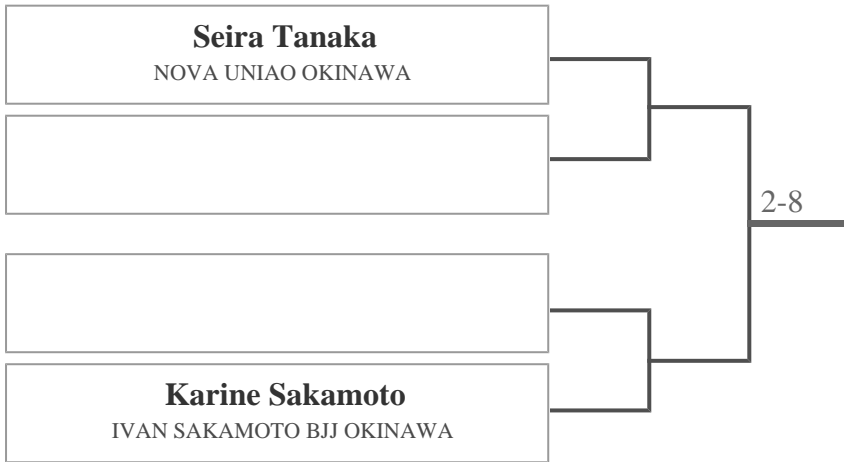 Seira Tanaka
NOVA UNIAO OKINAWA
2-8
Karine Sakamoto
IVAN SAKAMOTO BJJ OKINAWA